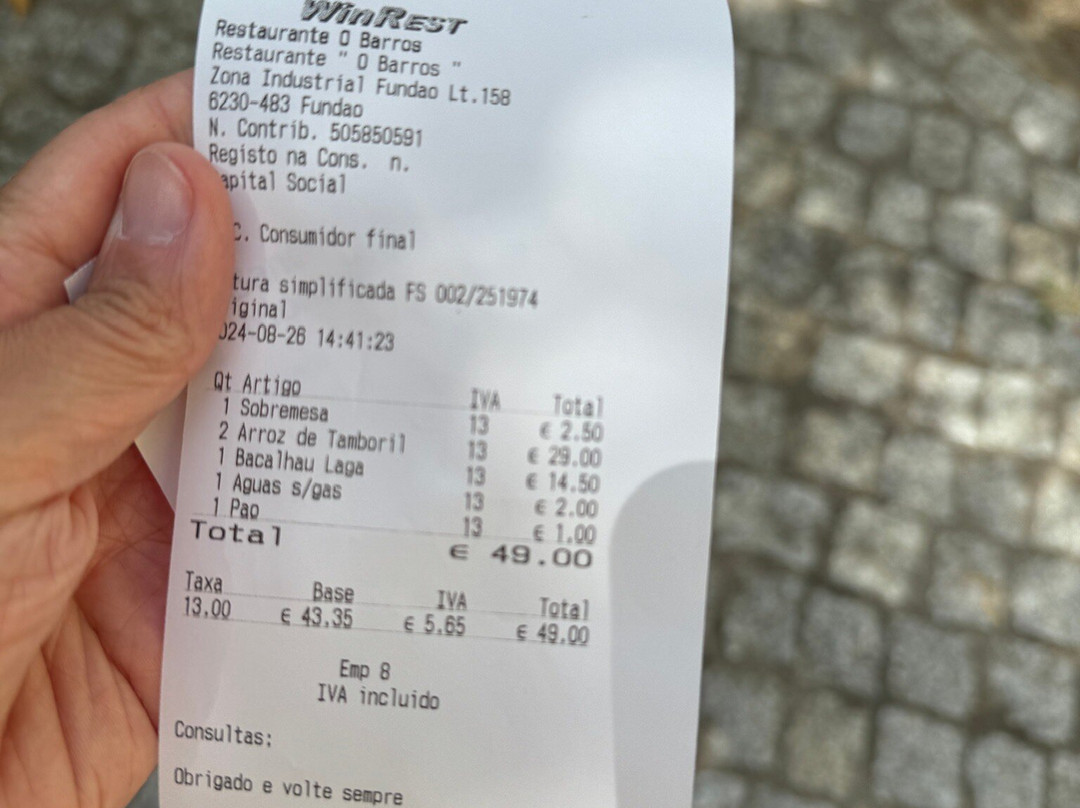 WinREST
Restaurante O Barros
Restaurante " O Barros "
Zona Industrial Fundao Lt.158
6230-483 Fundao
N. Contrib. 505850591
Registo na Cons. n.
apital Social
C. Consumidor final
tura simplificada FS 002/251974
iginal
024-08-26 14:41:23
Qt Artigo IVA Total
1 Sobremesa 13 € 2.50
2 Arroz de Tamboril 13 € 29.00
1 Bacalhau Laga 13 € 14.50
1 Aguas s/gas 13 € 2.00
1 Pao 13 € 1.00
Total € 49.00
Taxa Base IVA Total
13.00 € 43.35 € 5.65 € 49.00
Emp 8
IVA incluido
Consultas:
Obrigado e volte sempre